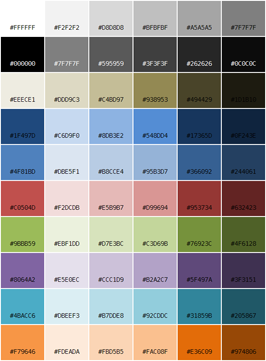 #FFFFFF #F2F2F2 #D8D8D8 #BFBFBF #A5A5A5 #7F7F7F
#000000 #7F7F7F #595959 #3F3F3F #262626 #0C0C0C
#EEECE1 #DDD9C3 #C4BD97 #938953 #494429 #1D1B10
#1F497D #C6D9F0 #8DB3E2 #548DD4 #17365D #0F243E
#4F81BD #DBE5F1 #B8CCE4 #95B3D7 #366092 #244061
#C0504D #F2DCDB #E5B9B7 #D99694 #953734 #632423
#9BBB59 #EBF1DD #D7E3BC #C3D69B #76923C #4F6128
#8064A2 #E5E0EC #CCC1D9 #B2A2C7 #5F497A #3F3151
#4BACC6 #DBEEF3 #B7DDE8 #92CDDC #31859B #205867
#F79646 #FDEADA #FBD5B5 #FAC08F #E36C09 #974806